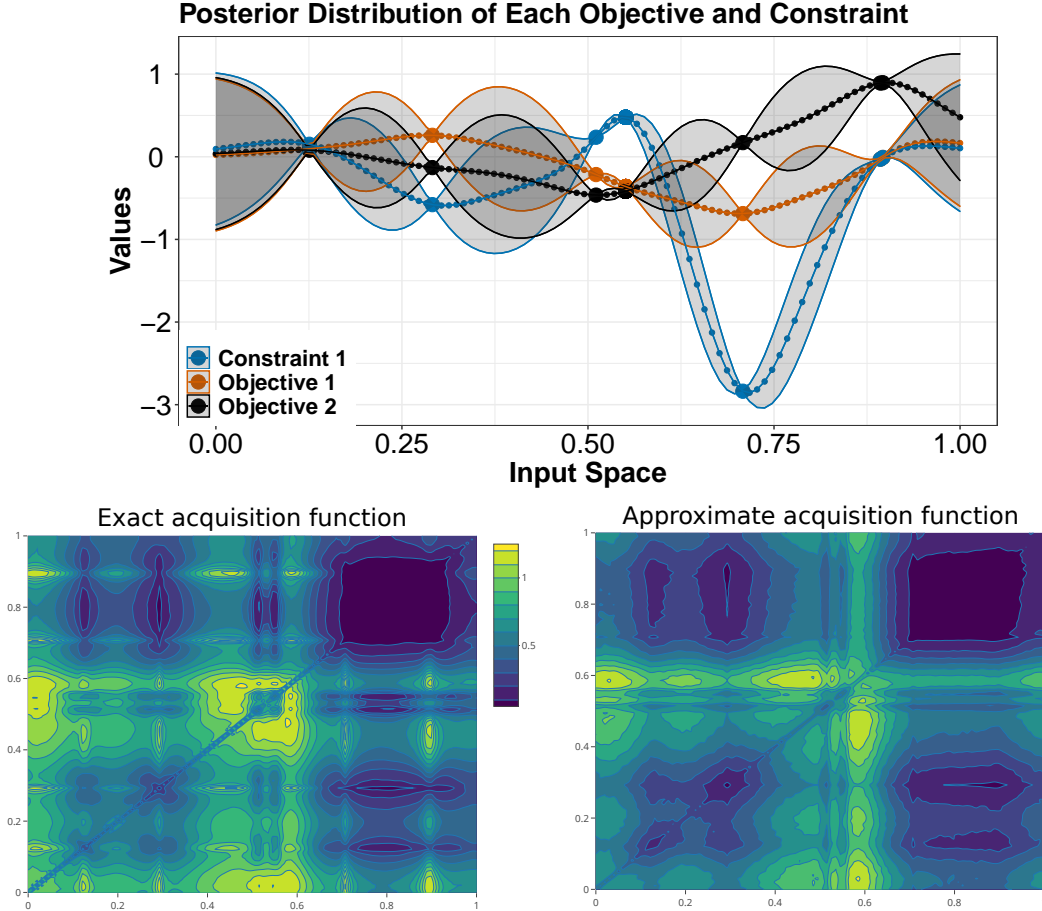 Posterior Distribution of Each Objective and Constraint
Values
1
0
−1
−2
−3
Constraint 1
Objective 1
Objective 2
0.00 0.25 0.50 0.75 1.00
Input Space
Exact acquisition function
1
0.8
0.6
0.4
0.2
0
0 0.2 0.4 0.6 0.8 1
1
0.5
Approximate acquisition function
1
0.8
0.6
0.4
0.2
0
0 0.2 0.4 0.6 0.8